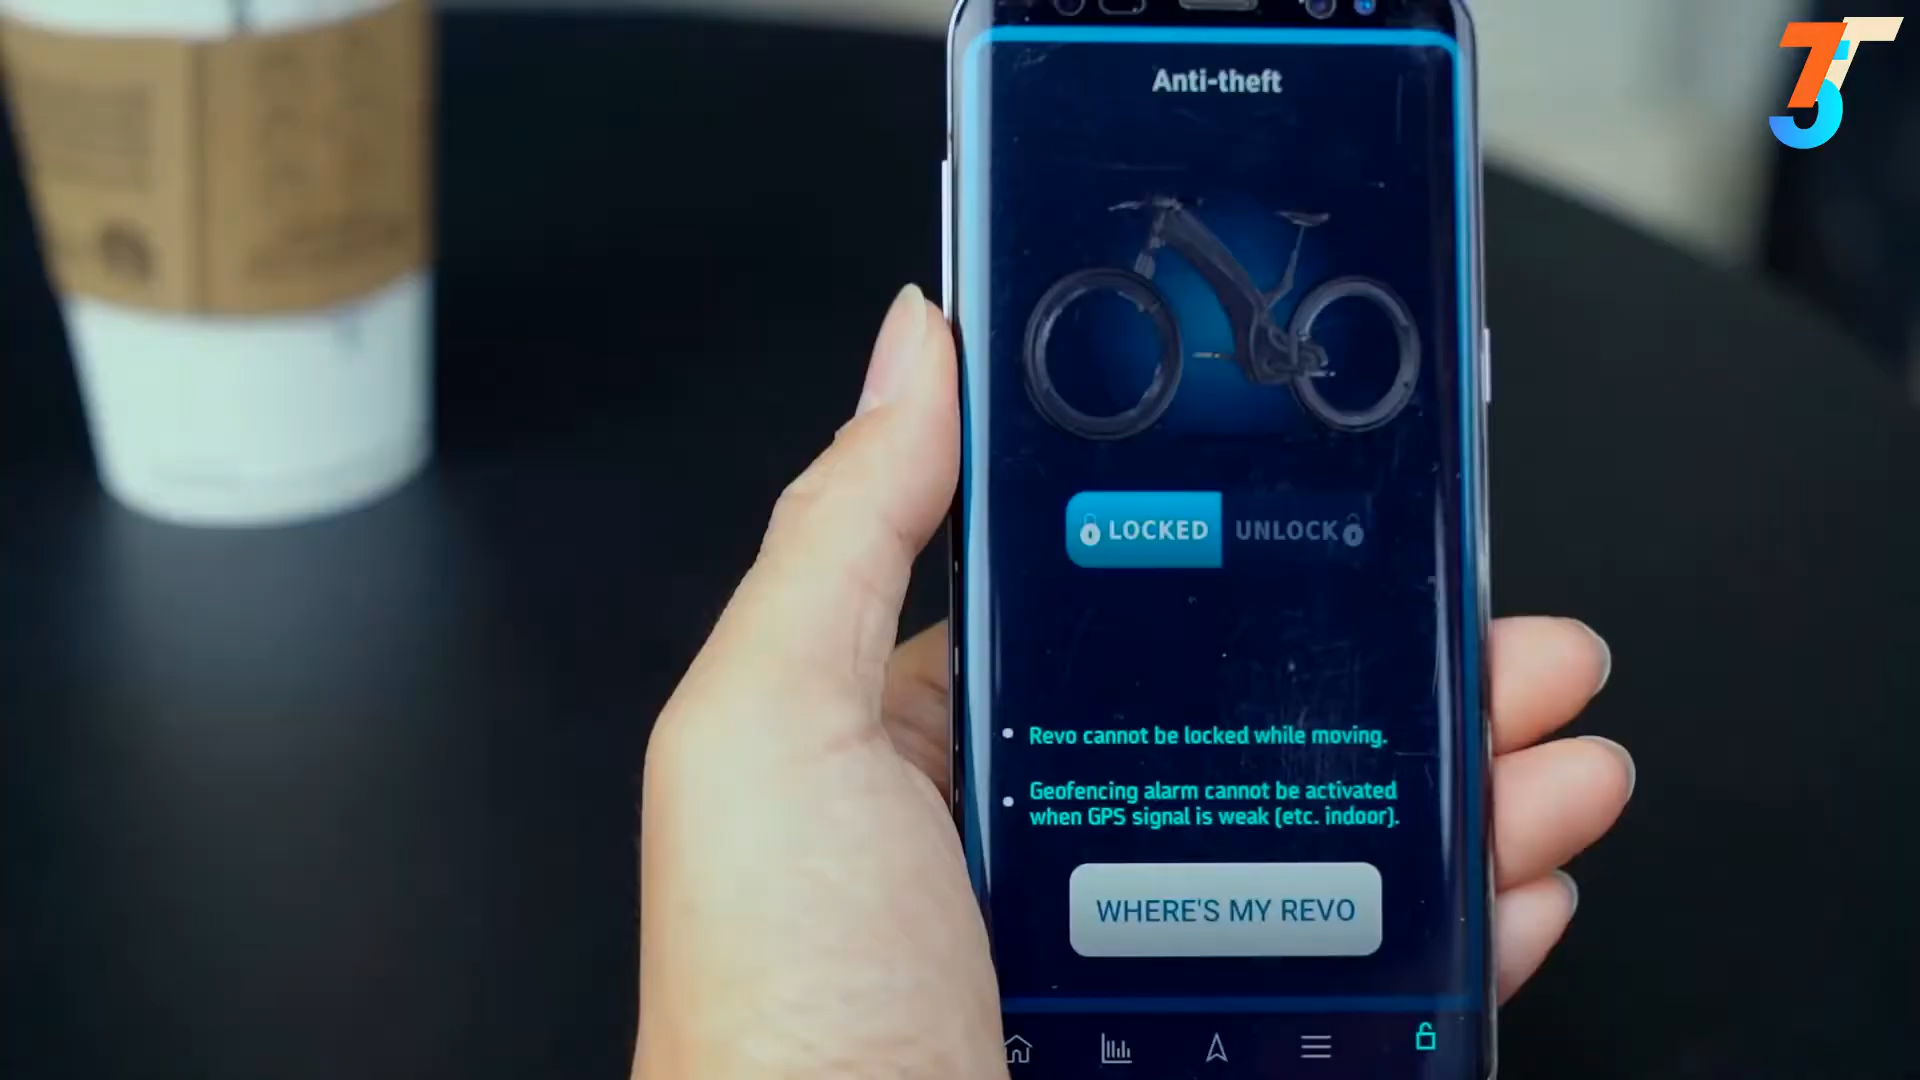 Anti-theft
LOCKED UNLOCK
Revo cannot be locked while moving.
Geofencing alarm cannot be activated
when GPS signal is weak (etc. indoor).
WHERE'S MY REVO